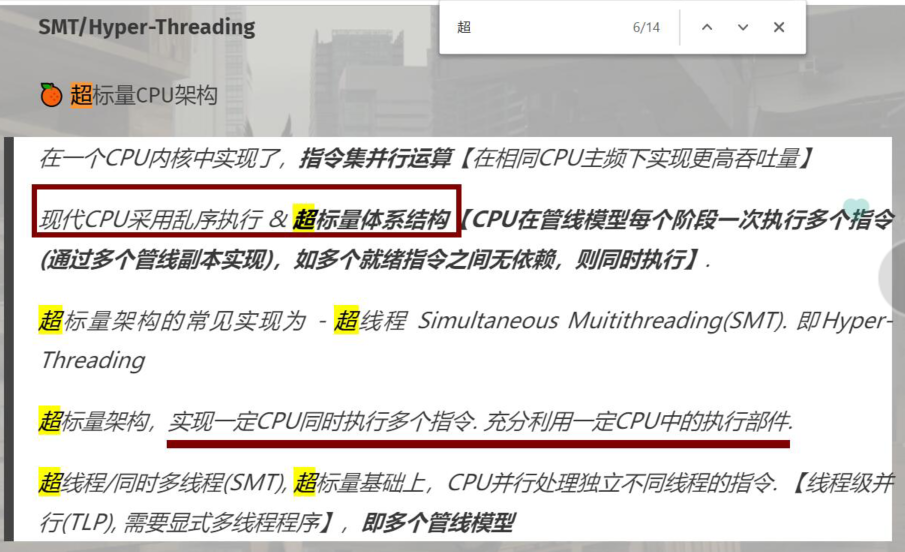 SMT/Hyper-Threading
超
6/14
超标量CPU架构
在一个CPU内核中实现了，指令集并行运算【在相同CPU主频下实现更高吞吐量】
现代CPU采用乱序执行 & 超标量体系结构【CPU在管线模型每个阶段一次执行多个指令
(通过多个管线副本实现)，如多个就绪指令之间无依赖，则同时执行】.
超标量架构的常见实现为 - 超线程 Simultaneous Muitithreading(SMT). 即Hyper-
Threading
超标量架构，实现一定CPU同时执行多个指令. 充分利用一定CPU中的执行部件.
超线程/同时多线程(SMT), 超标量基础上，CPU并行处理独立不同线程的指令.【线程级并
行(TLP), 需要显式多线程程序】，即多个管线模型